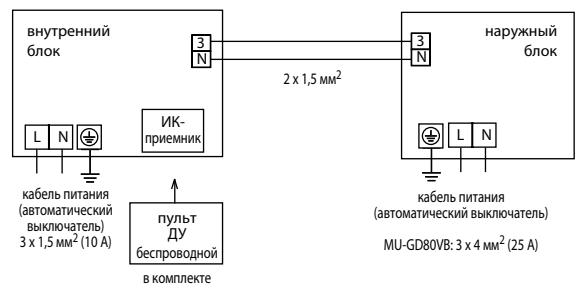 внутренний
блок
3
N
L N
ИК-
приемник
кабель питания
(автоматический
выключатель)
3 x 1,5 мм² (10 А)
пульт
ДУ
беспроводной
в комплекте
2 x 1,5 мм²
наружный
блок
3
N
L N
кабель питания
(автоматический выключатель)
MU-GD80VB: 3 x 4 мм² (25 А)